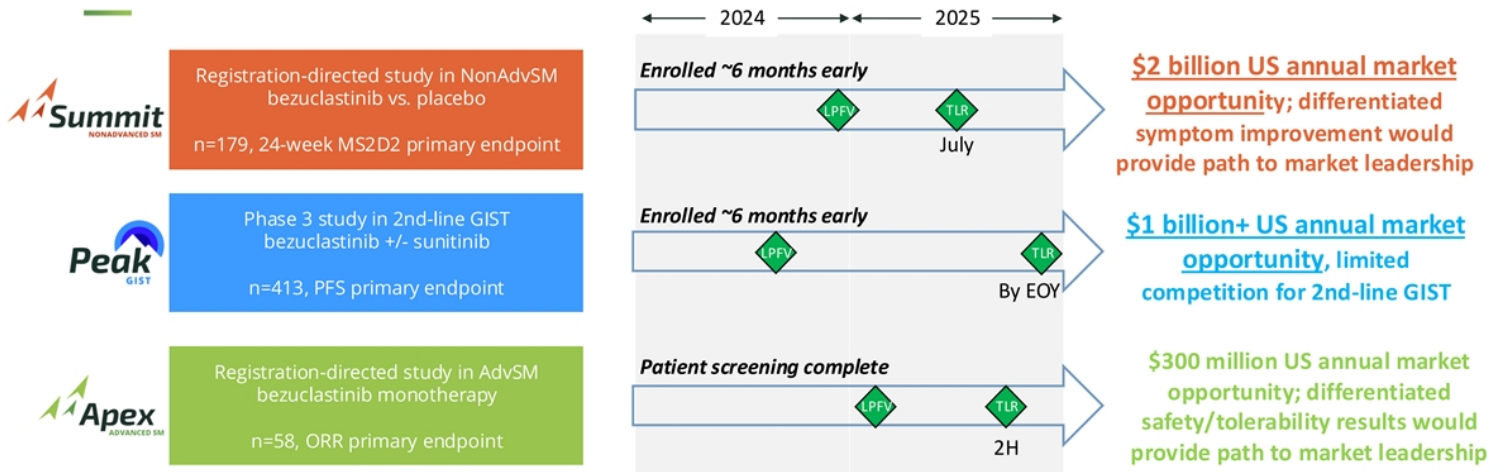 2024
2025
Summit
NONADVANCED SM
Registration-directed study in NonAdvSM
bezuclastinib vs. placebo
n=179, 24-week MS2D2 primary endpoint
Enrolled ~6 months early
LPFV
TLR
July
$2 billion US annual market
opportunity; differentiated
symptom improvement would
provide path to market leadership
Peak
GIST
Phase 3 study in 2nd-line GIST
bezuclastinib +/- sunitinib
n=413, PFS primary endpoint
Enrolled ~6 months early
LPFV
TLR
By EOY
$1 billion+ US annual market
opportunity, limited
competition for 2nd-line GIST
Apex
ADVANCED SM
Registration-directed study in AdvSM
bezuclastinib monotherapy
n=58, ORR primary endpoint
Patient screening complete
LPFV
TLR
2H
$300 million US annual market
opportunity; differentiated
safety/tolerability results would
provide path to market leadership